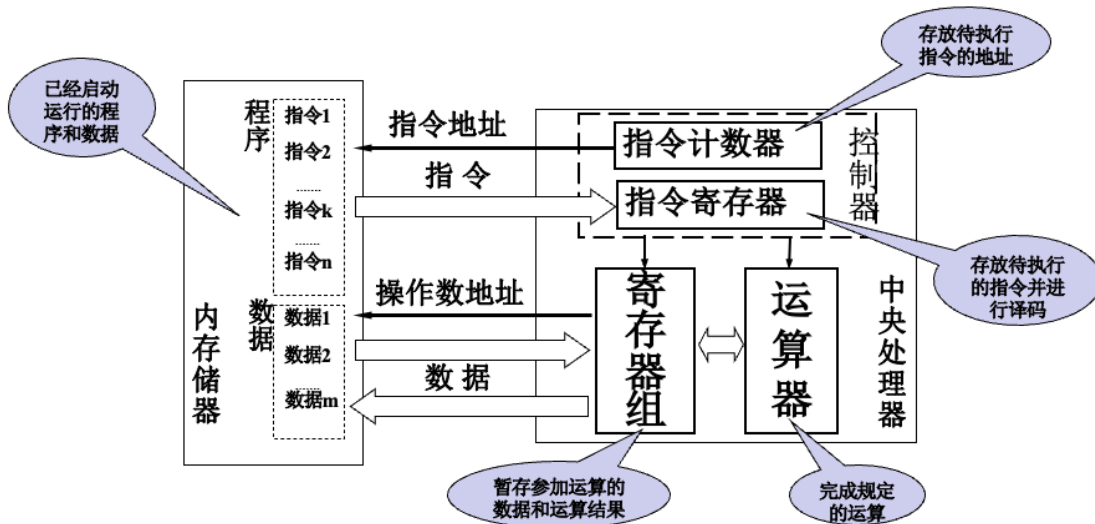 存放待执行
指令的地址
已经启动
运行的程
序和数据
程序
指令1
指令2
……
指令k
……
指令n
指令地址
指令
指令计数器
指令寄存器
控制器
存放待执行
的指令并进
行译码
操作数地址
数据
数据1
数据2
……
数据m
内存储器
数据
寄存器组
运算器
中央处理器
暂存参加运算的
数据和运算结果
完成规定
的运算